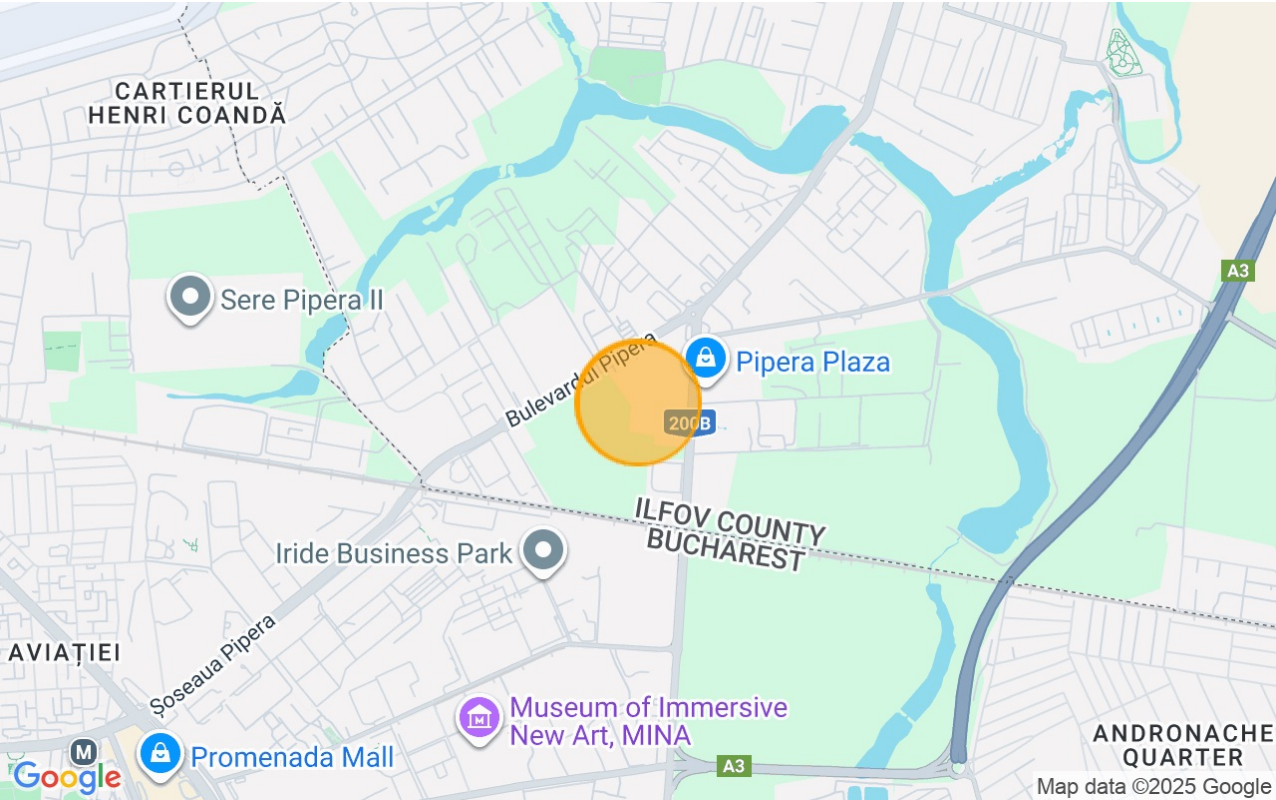 CARTIERUL
HENRI COANDĂ
A3
Sere Pipera II
Bulevardul Pipera
Pipera Plaza
200B
ILFOV COUNTY
BUCHAREST
Iride Business Park
AVIAȚIEI
Șoseaua Pipera
Museum of Immersive
New Art, MINA
ANDRONACHE
QUARTER
M
Promenada Mall
A3
Google
Map data ©2025 Google